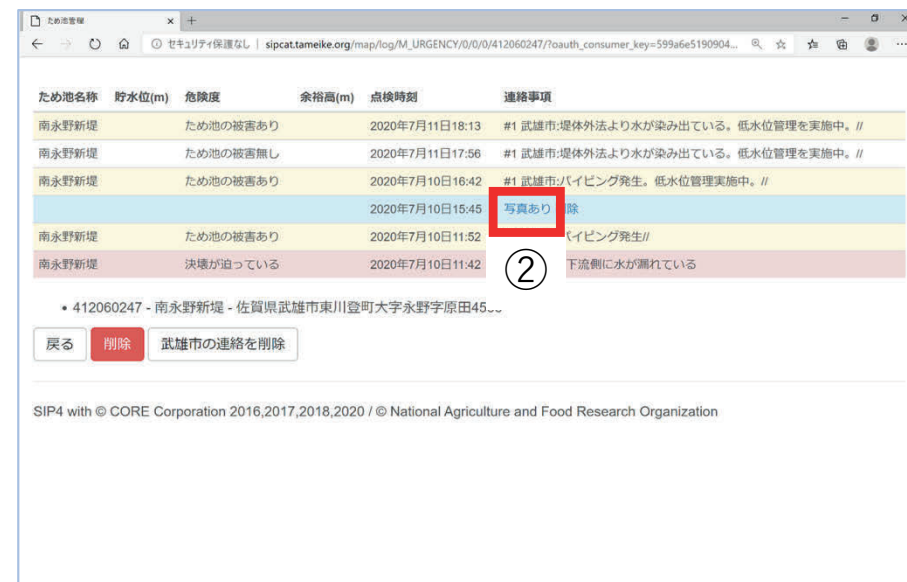 ため池管理
セキュリティ保護なし | sipcat.tameike.org/map/log/M_URGENCY/0/0/0/412060247/?oauth_consumer_key=599a6e5190904...
ため池名称 貯水位(m) 危険度 余裕高(m) 点検時刻 連絡事項
南永野新堤 ため池の被害あり 2020年7月11日18:13 #1 武雄市:堤体外法より水が染み出ている。低水位管理を実施中。//
南永野新堤 ため池の被害無し 2020年7月11日17:56 #1 武雄市:堤体外法より水が染み出ている。低水位管理を実施中。//
南永野新堤 ため池の被害あり 2020年7月10日16:42 #1 武雄市:パイピング発生。低水位管理実施中。//
2020年7月10日15:45 写真あり 除
南永野新堤 ため池の被害あり 2020年7月10日11:52 パイピング発生//
南永野新堤 決壊が迫っている 2020年7月10日11:42 下流側に水が漏れている
②
• 412060247 - 南永野新堤 - 佐賀県武雄市東川登町大字永野字原田45
戻る 削除 武雄市の連絡を削除
SIP4 with © CORE Corporation 2016,2017,2018,2020 / © National Agriculture and Food Research Organization